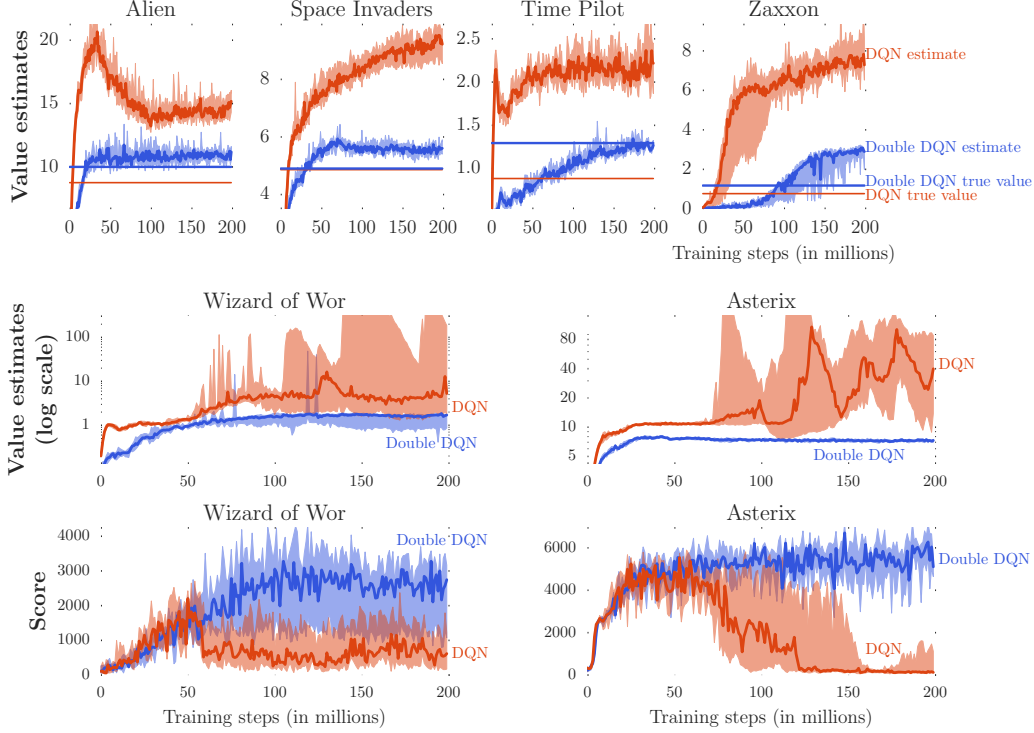 Alien
Space Invaders
Time Pilot
Zaxxon
Value estimates
20
15
10
0 50 100 150 200
8
6
4
0 50 100 150 200
2.5
2.0
1.5
1.0
0 50 100 150 200
8
6
4
2
0
0 50 100 150 200
DQN estimate
Double DQN estimate
Double DQN true value
DQN true value
Training steps (in millions)
Wizard of Wor
Asterix
Value estimates
(log scale)
100
10
1
0 50 100 150 200
DQN
Double DQN
80
40
20
10
5
0 50 100 150 200
DQN
Double DQN
Wizard of Wor
Asterix
Score
4000
3000
2000
1000
0
0 50 100 150 200
Double DQN
DQN
Training steps (in millions)
6000
4000
2000
0
0 50 100 150 200
Double DQN
DQN
Training steps (in millions)